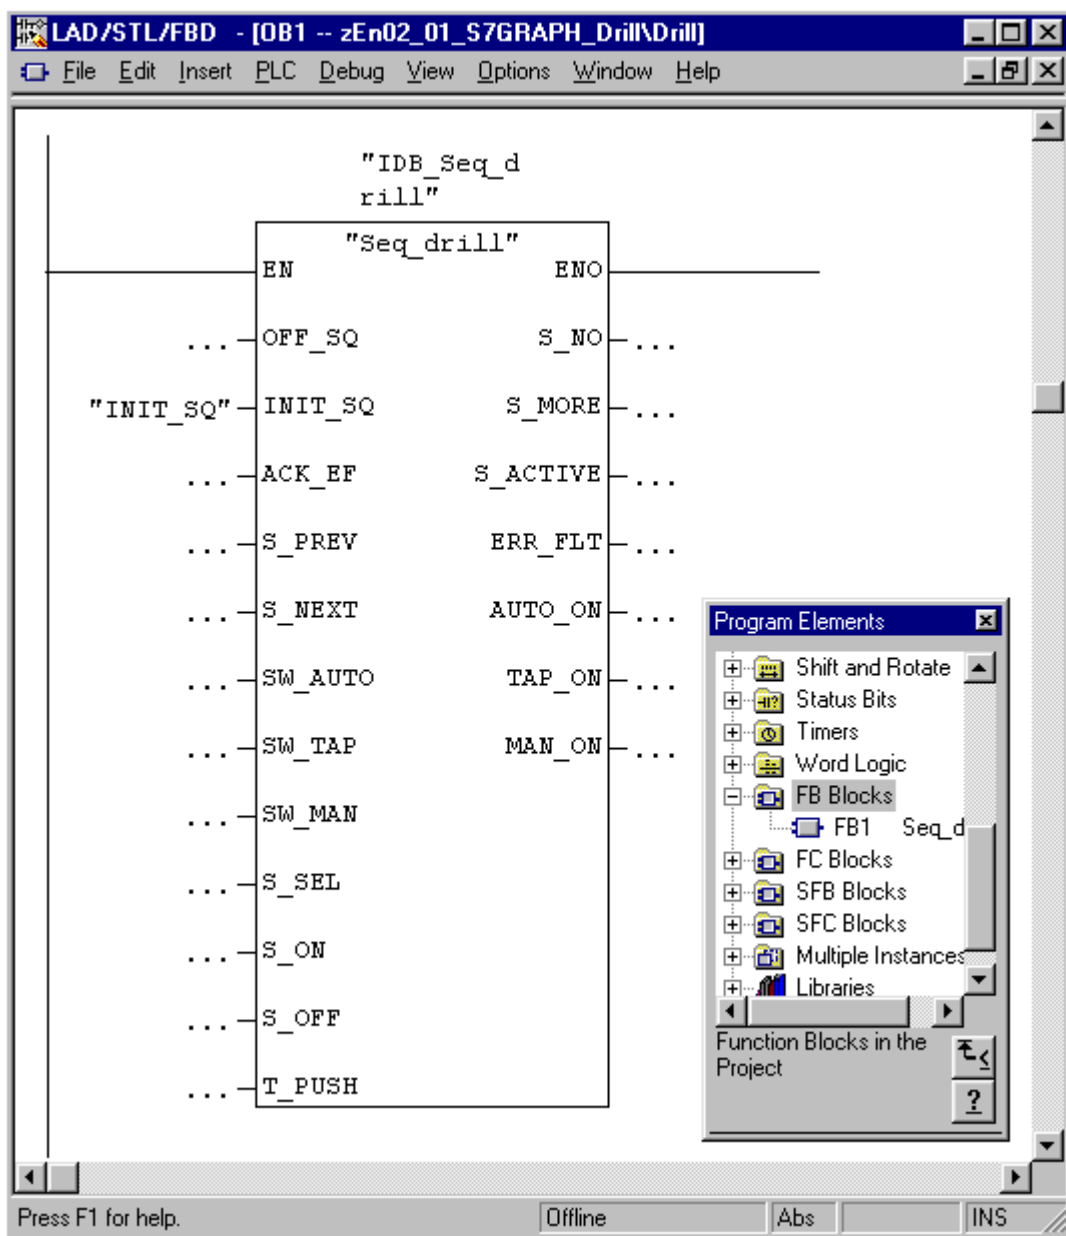 LAD/STL/FBD - [OB1 -- zEn02_01_S7GRAPH_Drill\Drill]
File Edit Insert PLC Debug View Options Window Help
"IDB_Seq_d
rill"
"Seq_drill"
EN ENO
... OFF_SQ S_NO ...
"INIT_SQ" INIT_SQ S_MORE ...
... ACK_EF S_ACTIVE ...
... S_PREV ERR_FLT ...
... S_NEXT AUTO_ON ...
... SW_AUTO TAP_ON ...
... SW_TAP MAN_ON ...
... SW_MAN
... S_SEL
... S_ON
... S_OFF
... T_PUSH
Program Elements
Shift and Rotate
Status Bits
Timers
Word Logic
FB Blocks
FB1 Seq_d
FC Blocks
SFB Blocks
SFC Blocks
Multiple Instances
Libraries
Function Blocks in the
Project
?
Press F1 for help. Offline Abs INS